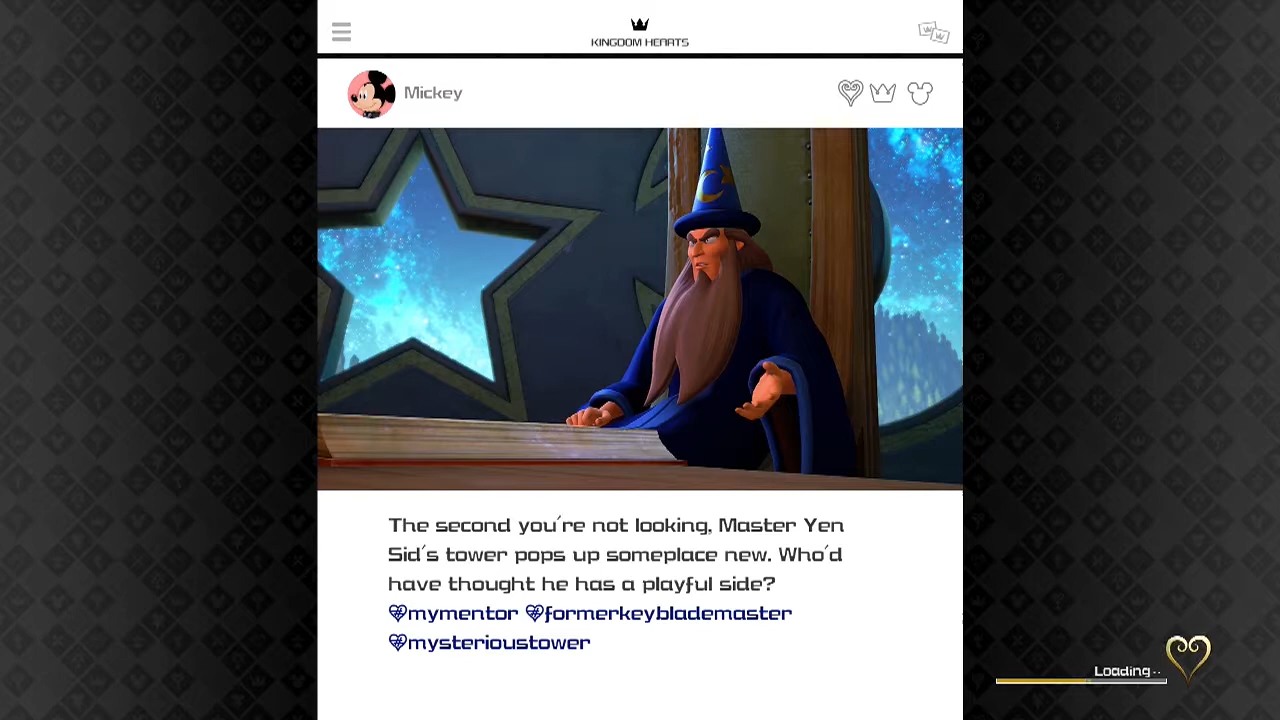 KINGDOM HEARTS
Mickey
The second you're not looking, Master Yen
Sid's tower pops up someplace new. Who'd
have thought he has a playful side?
mymentor formerkeyblademaster
mysterioustower
Loading··